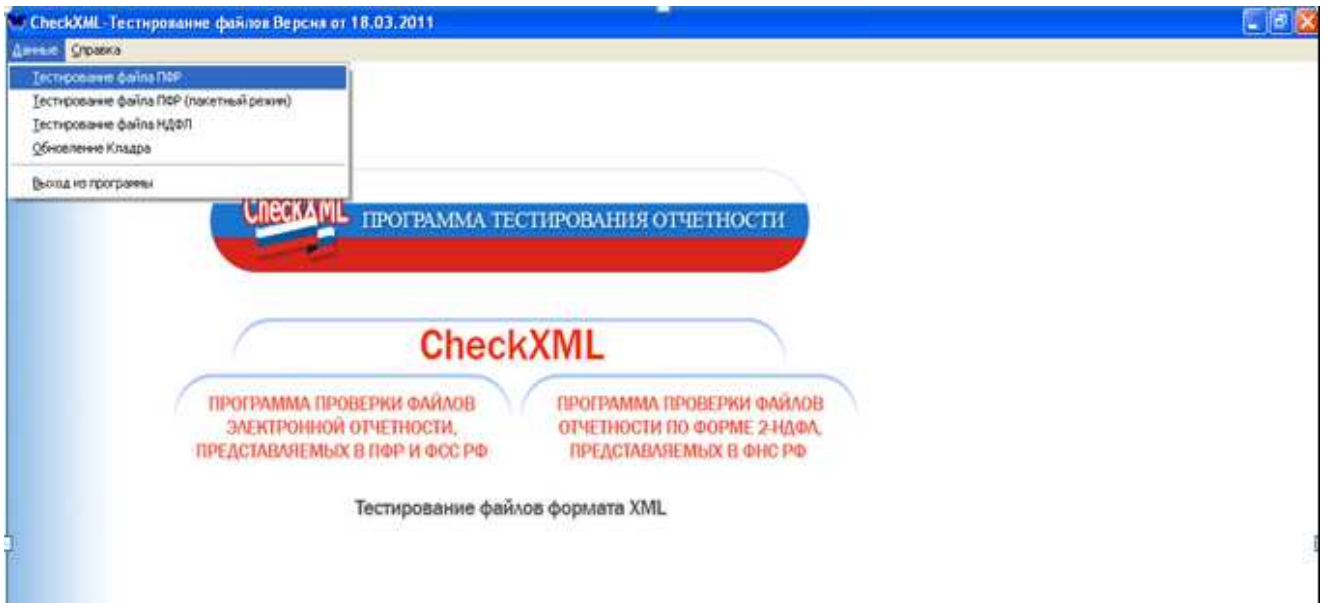 CheckXML-Тестирование файлов Версия от 18.03.2011
Данные Справка
Тестирование файла ПФР
Тестирование файла ПФР (пакетный режим)
Тестирование файла НДФЛ
Обновление Кладра
Выход из программы
CheckXML ПРОГРАММА ТЕСТИРОВАНИЯ ОТЧЕТНОСТИ
CheckXML
ПРОГРАММА ПРОВЕРКИ ФАЙЛОВ
ЭЛЕКТРОННОЙ ОТЧЕТНОСТИ,
ПРЕДСТАВЛЯЕМЫХ В ПФР И ФСС РФ
ПРОГРАММА ПРОВЕРКИ ФАЙЛОВ
ОТЧЕТНОСТИ ПО ФОРМЕ 2-НДФЛ,
ПРЕДСТАВЛЯЕМЫХ В ФНС РФ
Тестирование файлов формата XML